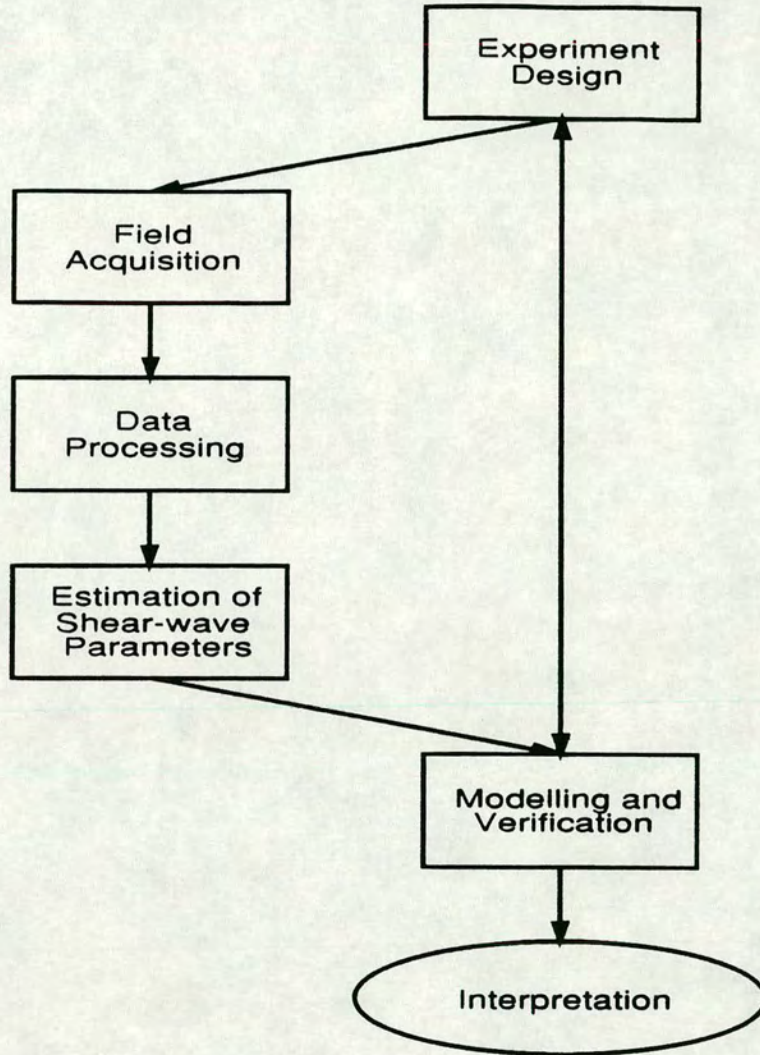 Experiment
Design
Field
Acquisition
Data
Processing
Estimation of
Shear-wave
Parameters
Modelling and
Verification
Interpretation